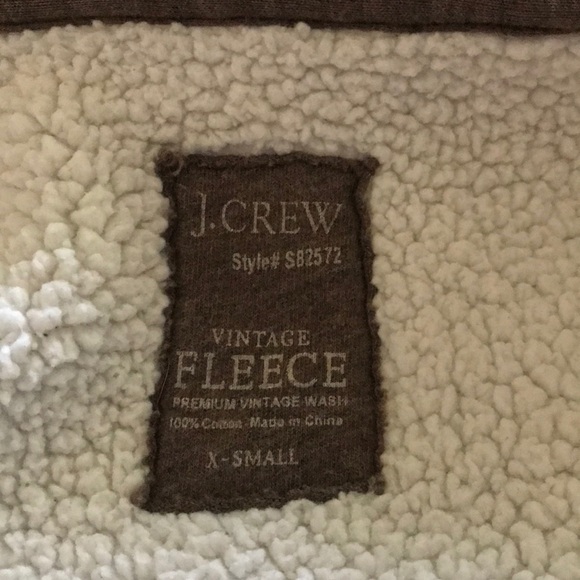 J.CREW
Style# S82572
VINTAGE
FLEECE
PREMIUM VINTAGE WASH
100% Cotton Made in China
X-SMALL